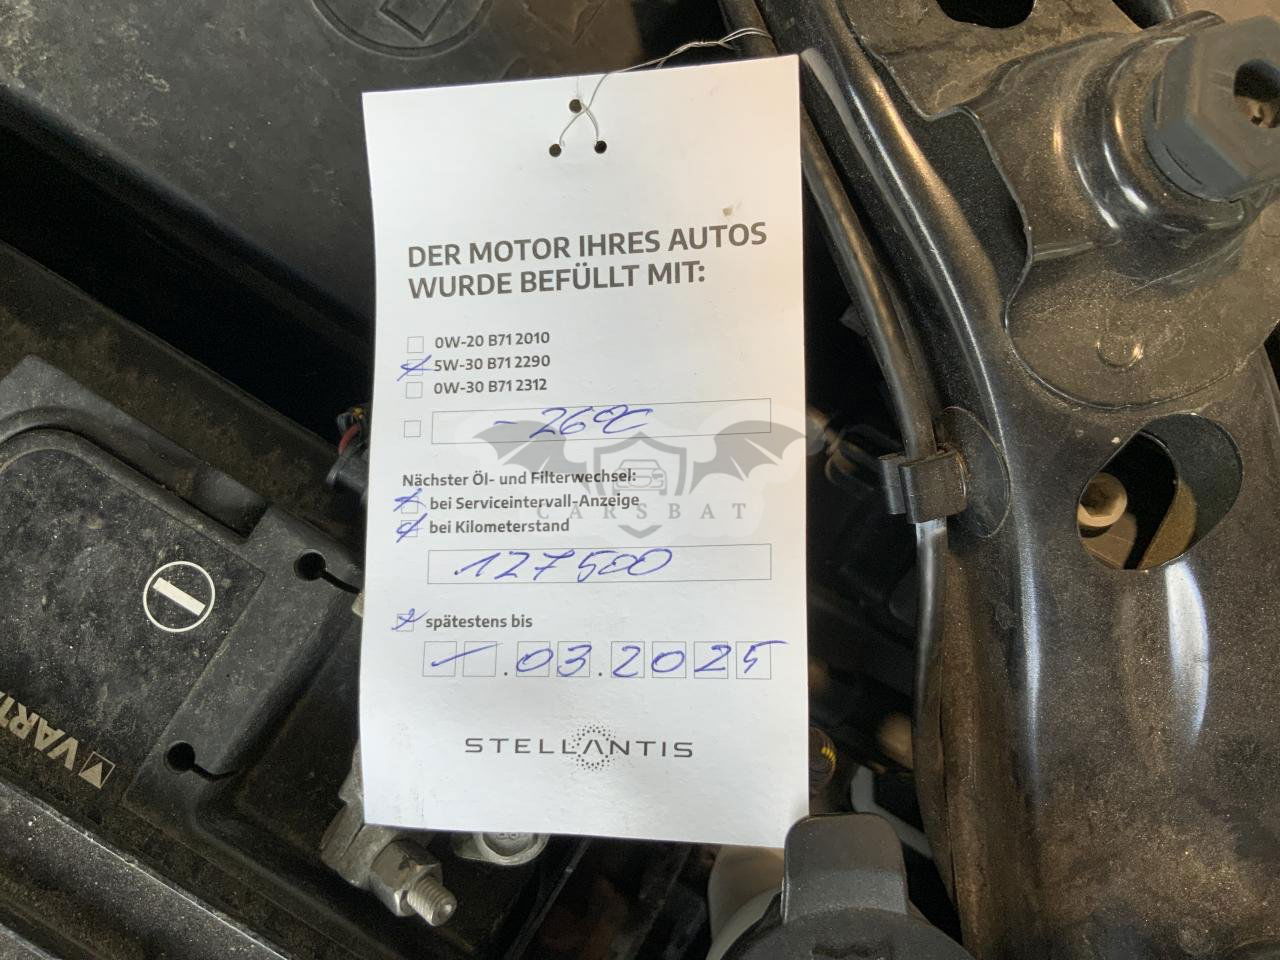 DER MOTOR IHRES AUTOS
WURDE BEFÜLLT MIT:
0W-20 B71 2010
5W-30 B71 2290
0W-30 B71 2312
-26°C
Nächster Öl- und Filterwechsel:
bei Serviceintervall-Anzeige
CARSBAT
bei Kilometerstand
127500
spätestens bis
- .03.2025
STELLANTIS